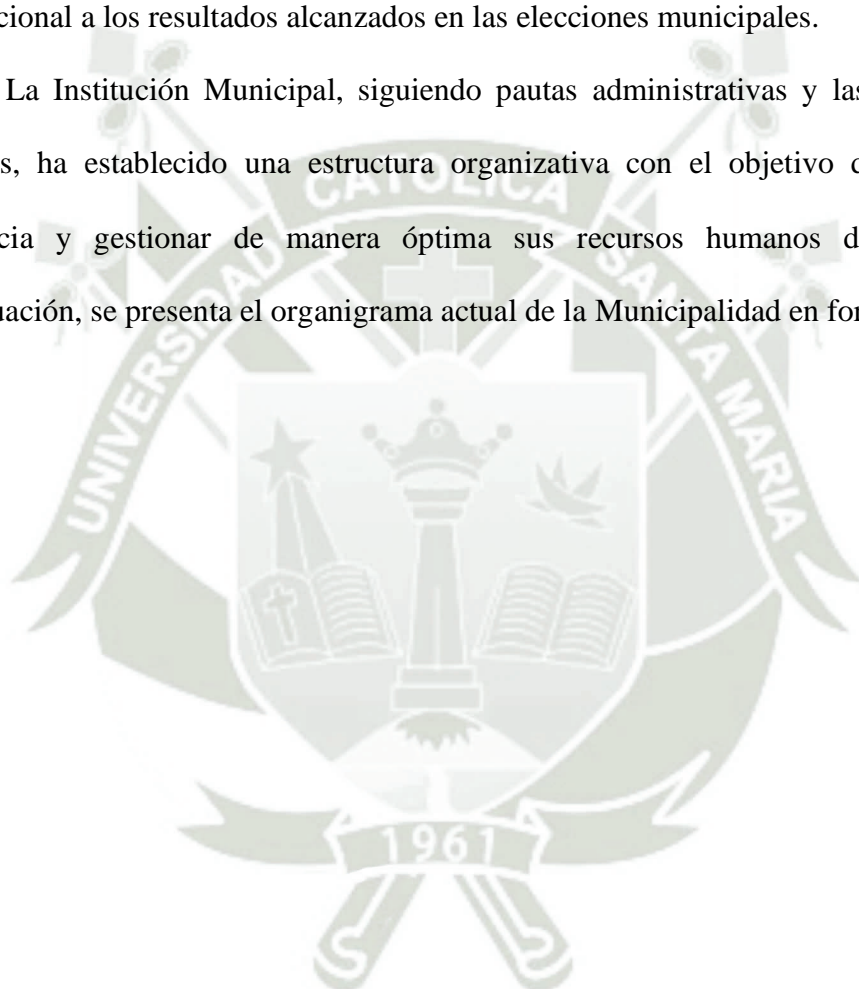 cional a los resultados alcanzados en las elecciones municipales.
La Institución Municipal, siguiendo pautas administrativas y las
s, ha establecido una estructura organizativa con el objetivo
cia y gestionar de manera óptima sus recursos humanos
uación, se presenta el organigrama actual de la Municipalidad en
UNIVERSIDAD CATOLICA SANTA MARIA
1961